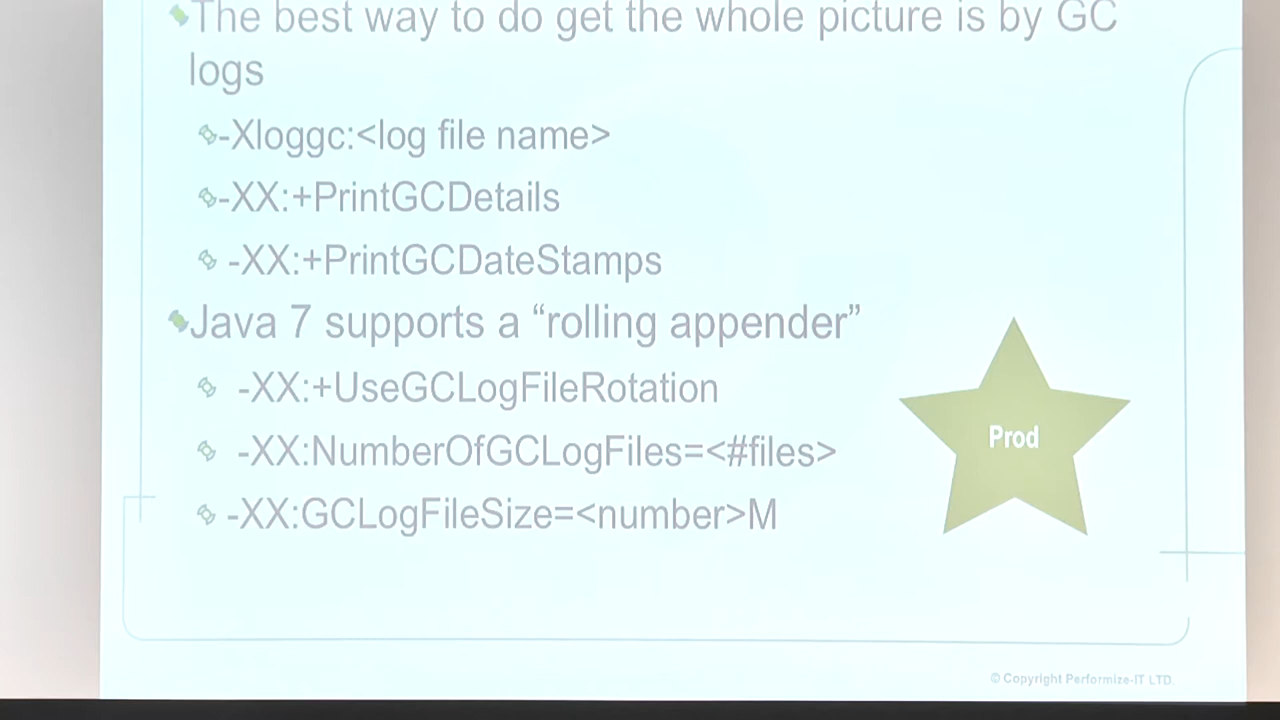 The best way to do get the whole picture is by GC
logs
-Xloggc:<log file name>
-XX:+PrintGCDetails
-XX:+PrintGCDateStamps
Java 7 supports a “rolling appender”
-XX:+UseGCLogFileRotation
-XX:NumberOfGCLogFiles=<#files>
-XX:GCLogFileSize=<number>M
Prod
© Copyright Performize-IT LTD.